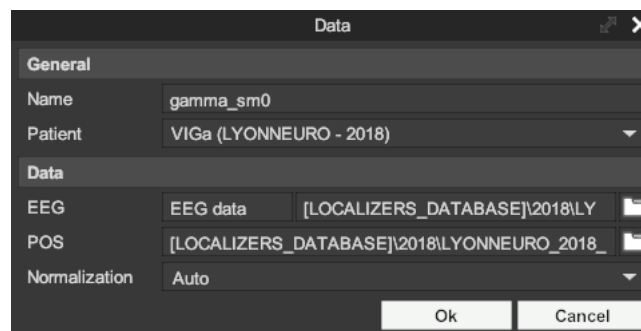 Data
General
Name gamma_sm0
Patient VIGa (LYONNEURO - 2018)
Data
EEG EEG data [LOCALIZERS_DATABASE]\2018\LY
POS [LOCALIZERS_DATABASE]\2018\LYONNEURO_2018_
Normalization Auto
Ok Cancel